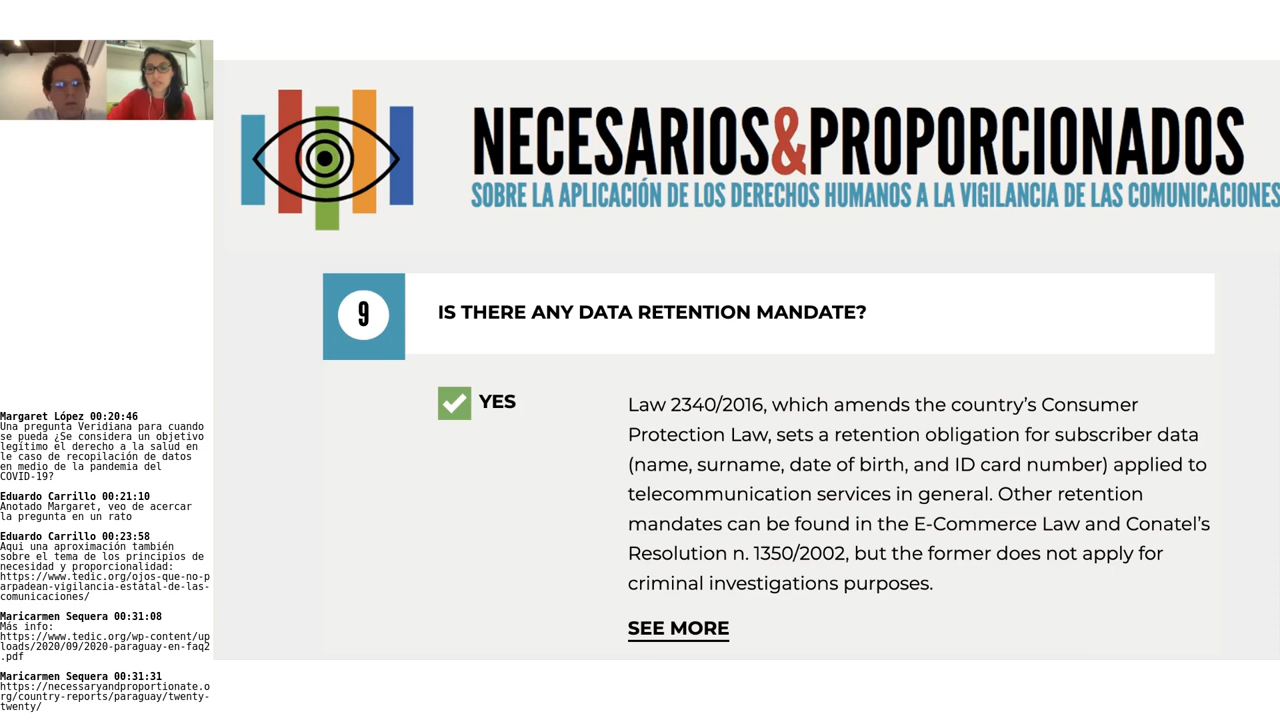 NECESARIOS&PROPORCIONADOS
SOBRE LA APLICACIÓN DE LOS DERECHOS HUMANOS A LA VIGILANCIA DE LAS COMUNICACIONES
9
IS THERE ANY DATA RETENTION MANDATE?
YES
Law 2340/2016, which amends the country's Consumer
Protection Law, sets a retention obligation for subscriber data
(name, surname, date of birth, and ID card number) applied to
telecommunication services in general. Other retention
mandates can be found in the E-Commerce Law and Conatel's
Resolution n. 1350/2002, but the former does not apply for
criminal investigations purposes.
SEE MORE
Margaret López 00:20:46
Una pregunta Veridiana para cuando
se pueda ¿Se considera un objetivo
legítimo el derecho a la salud en
le caso de recopilación de datos
en medio de la pandemia del
COVID-19?
Eduardo Carrillo 00:21:10
Anotado Margaret, veo de acercar
la pregunta en un rato
Eduardo Carrillo 00:23:58
Aqui una aproximación también
sobre el tema de los principios de
necesidad y proporcionalidad:
https://www.tedic.org/ojos-que-no-p
arpadean-vigilancia-estatal-de-las-
comunicaciones/
Maricarmen Sequera 00:31:08
Más info:
https://www.tedic.org/wp-content/up
loads/2020/09/2020-paraguay-en-faq2
.pdf
Maricarmen Sequera 00:31:31
https://necessaryandproportionate.o
rg/country-reports/paraguay/twenty-
twenty/